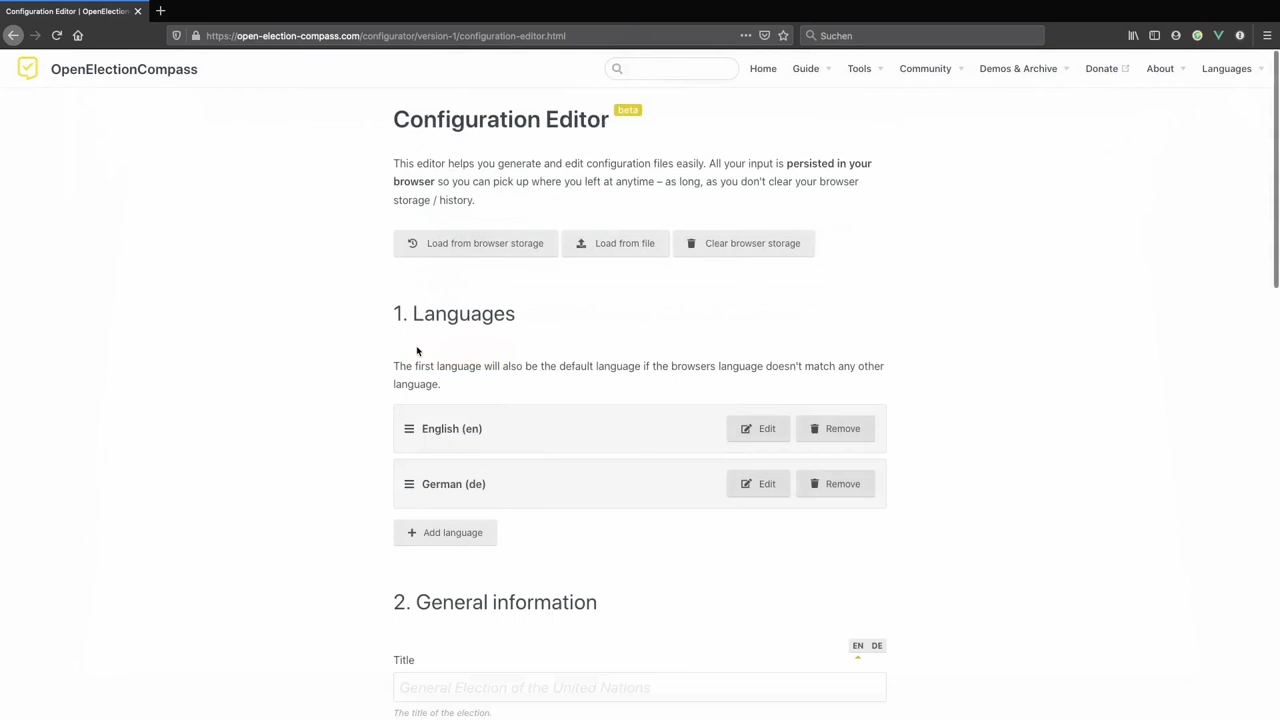 Configuration Editor | OpenElection
https://open-election-compass.com/configurator/version-1/configuration-editor.html
Suchen
OpenElectionCompass
Home Guide Tools Community Demos & Archive Donate About Languages
Configuration Editor beta
This editor helps you generate and edit configuration files easily. All your input is persisted in your
browser so you can pick up where you left at anytime – as long, as you don't clear your browser
storage / history.
Load from browser storage Load from file Clear browser storage
1. Languages
The first language will also be the default language if the browsers language doesn't match any other
language.
English (en) Edit Remove
German (de) Edit Remove
Add language
2. General information
EN DE
Title
General Election of the United Nations
The title of the election.